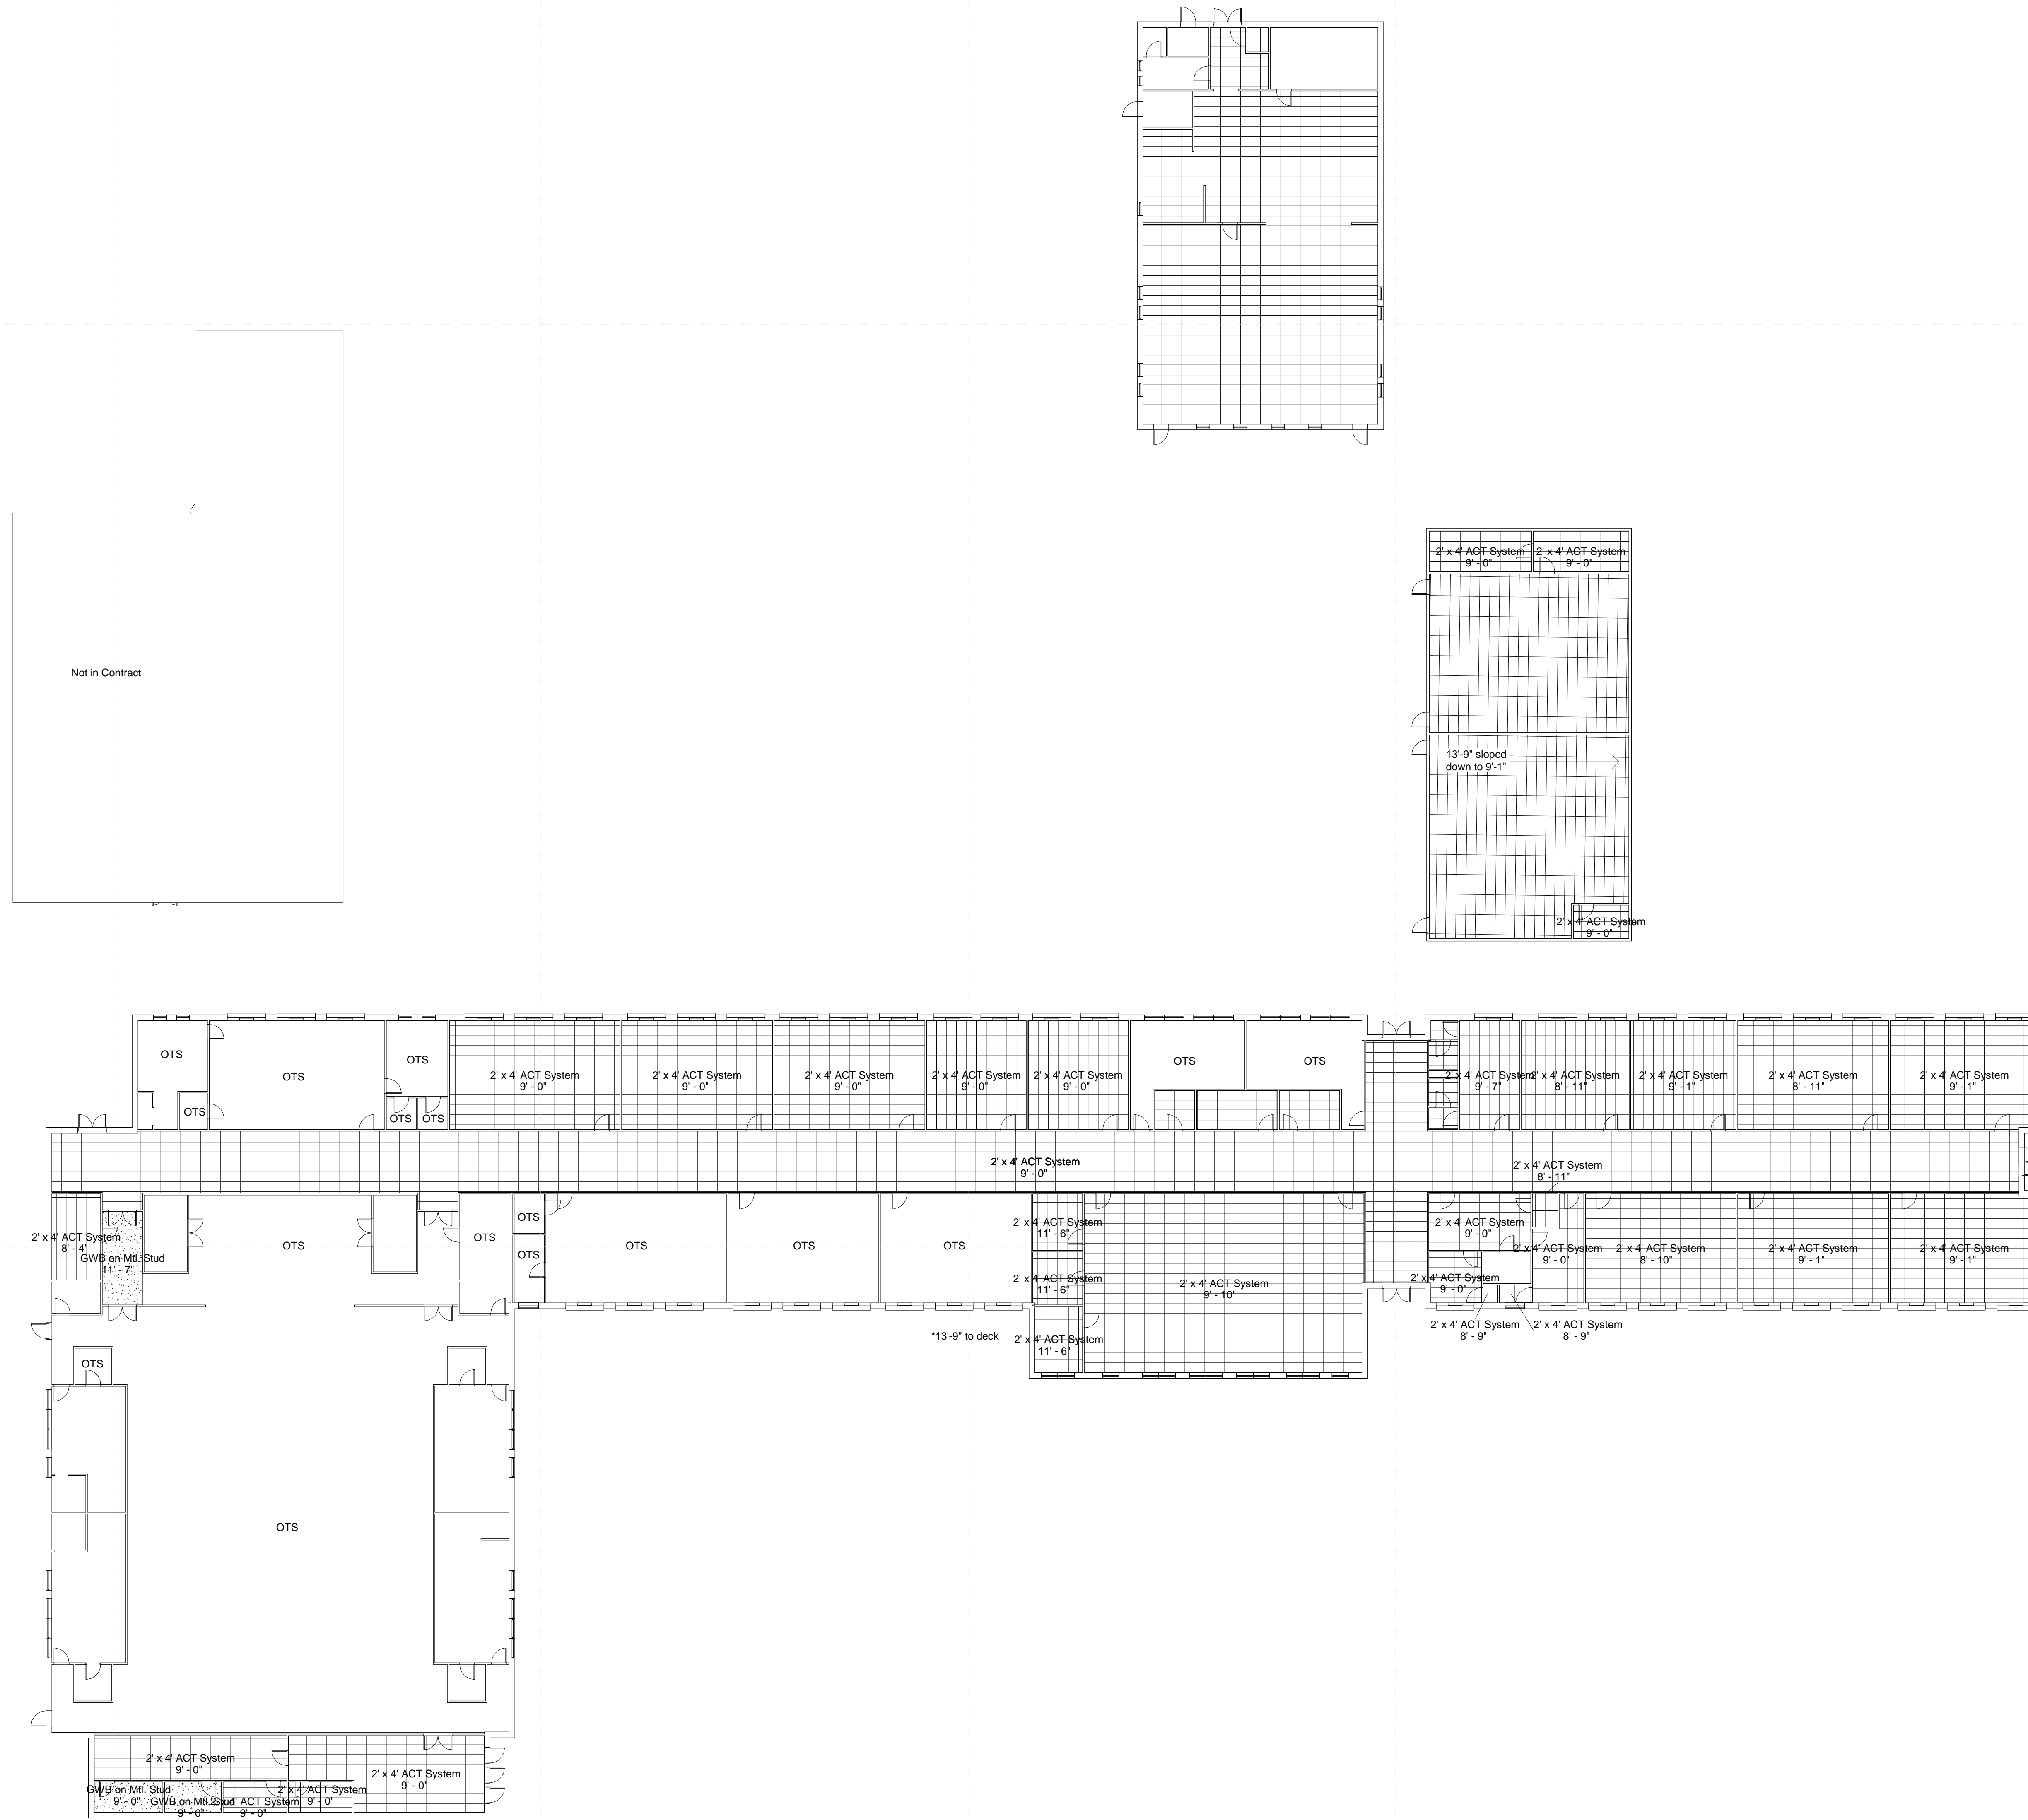 2' x 4' ACT System
9' - 0"
2' x 4' ACT System
9' - 0"
Not in Contract
13'-9" sloped
down to 9'-1"
2' x 4' ACT System
9' - 0"
OTS
OTS
OTS
OTS
OTS
OTS
2' x 4' ACT System
9' - 0"
2' x 4' ACT System
9' - 0"
2' x 4' ACT System
9' - 0"
2' x 4' ACT System
9' - 0"
2' x 4' ACT System
9' - 0"
OTS
OTS
2' x 4' ACT System
9' - 7"
2' x 4' ACT System
8' - 11"
2' x 4' ACT System
9' - 1"
2' x 4' ACT System
8' - 11"
2' x 4' ACT System
9' - 1"
2' x 4' ACT System
9' - 0"
2' x 4' ACT System
8' - 11"
2' x 4' ACT System
8' - 4"
GWB on Mtl. Stud
11' - 7"
OTS
OTS
OTS
OTS
OTS
OTS
OTS
2' x 4' ACT System
11' - 6"
2' x 4' ACT System
11' - 6"
2' x 4' ACT System
9' - 10"
2' x 4' ACT System
9' - 0"
2' x 4' ACT System
9' - 0"
2' x 4' ACT System
9' - 0"
2' x 4' ACT System
8' - 10"
2' x 4' ACT System
9' - 1"
2' x 4' ACT System
9' - 1"
*13'-9" to deck
2' x 4' ACT System
11' - 6"
2' x 4' ACT System
8' - 9"
2' x 4' ACT System
8' - 9"
OTS
OTS
2' x 4' ACT System
9' - 0"
2' x 4' ACT System
9' - 0"
GWB on Mtl. Stud
9' - 0"
GWB on Mtl. Stud
9' - 0"
2' x 4' ACT System
9' - 0"
2' x 4' ACT System
9' - 0"